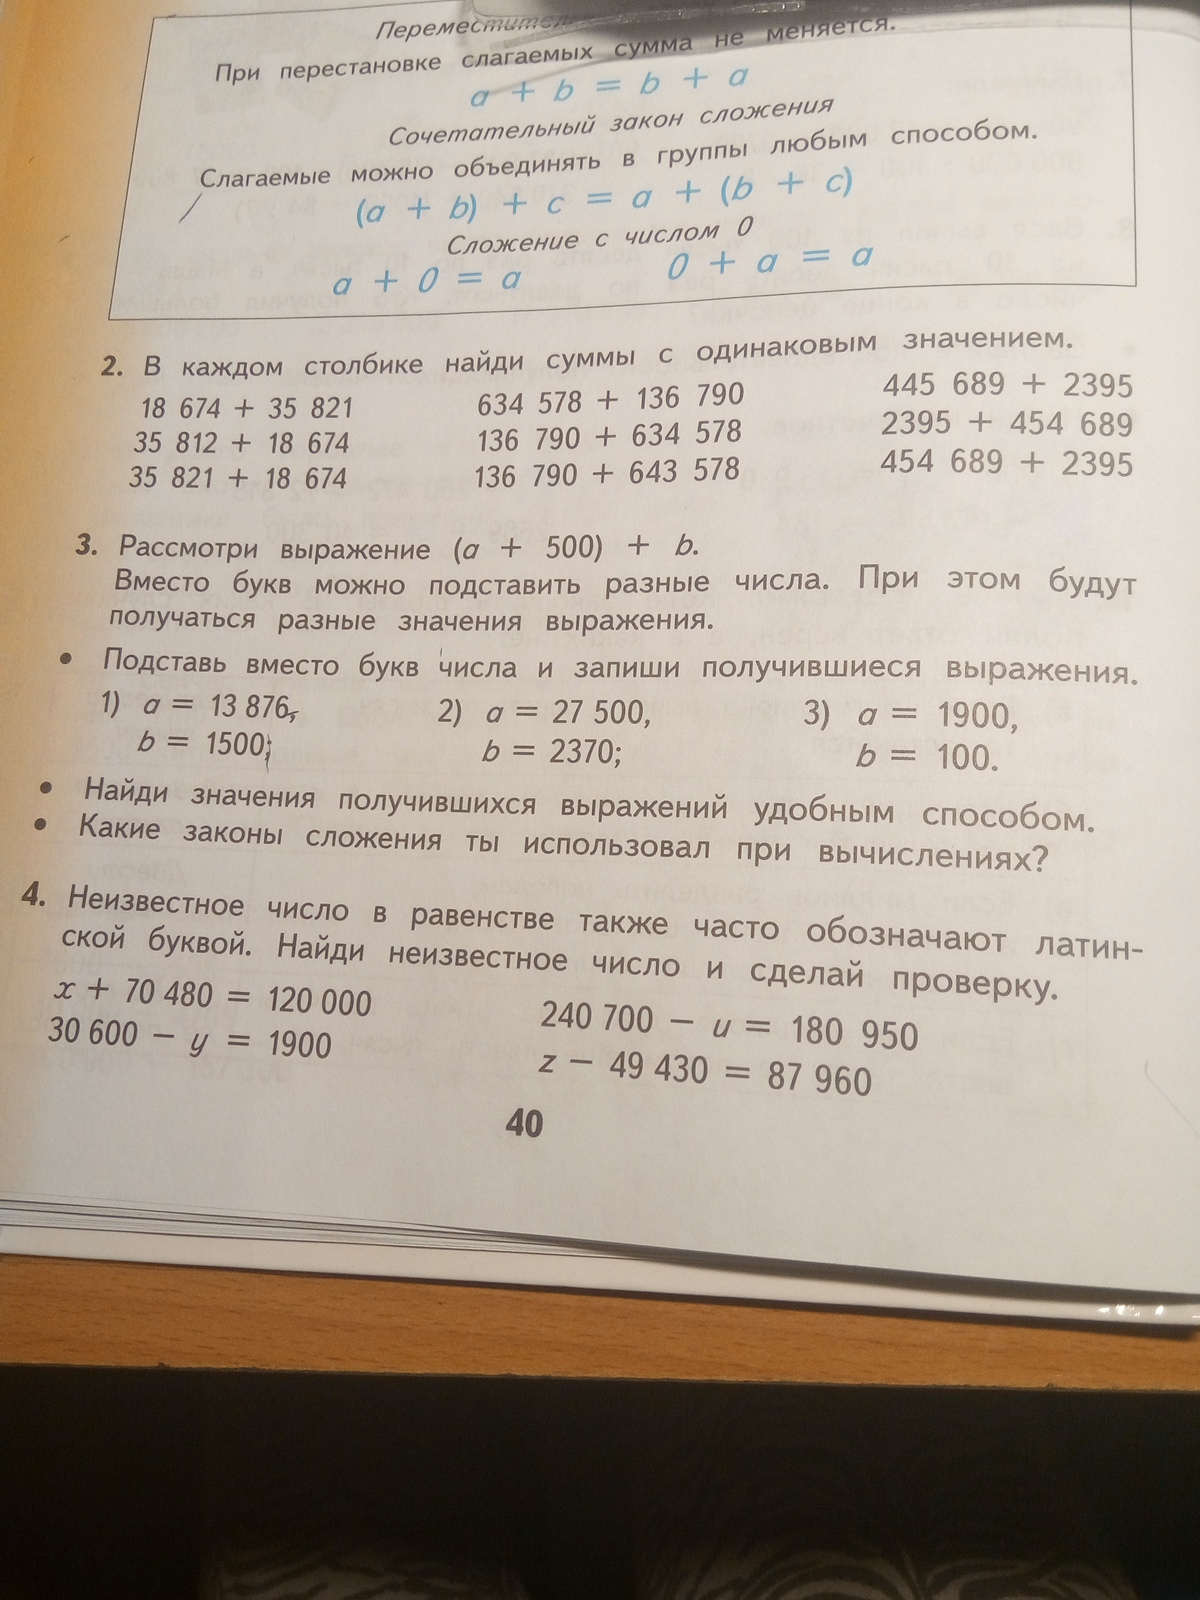 При перестановке слагаемых сумма не меняется.
a + b = b + a
Сочетательный закон сложения
Слагаемые можно объединять в группы любым способом.
(a + b) + c = a + (b + c)
Сложение с числом 0
a + 0 = a 0 + a = a
2. В каждом столбике найди суммы с одинаковым значением.
18 674 + 35 821 634 578 + 136 790 445 689 + 2395
35 812 + 18 674 136 790 + 634 578 2395 + 454 689
35 821 + 18 674 136 790 + 643 578 454 689 + 2395
3. Рассмотри выражение (a + 500) + b.
Вместо букв можно подставить разные числа. При этом будут
получаться разные значения выражения.
• Подставь вместо букв числа и запиши получившиеся выражения.
1) a = 13 876, 2) a = 27 500, 3) a = 1900,
b = 1500; b = 2370; b = 100.
• Найди значения получившихся выражений удобным способом.
• Какие законы сложения ты использовал при вычислениях?
4. Неизвестное число в равенстве также часто обозначают латин-
ской буквой. Найди неизвестное число и сделай проверку.
x + 70 480 = 120 000 240 700 − u = 180 950
30 600 − y = 1900 z − 49 430 = 87 960
40